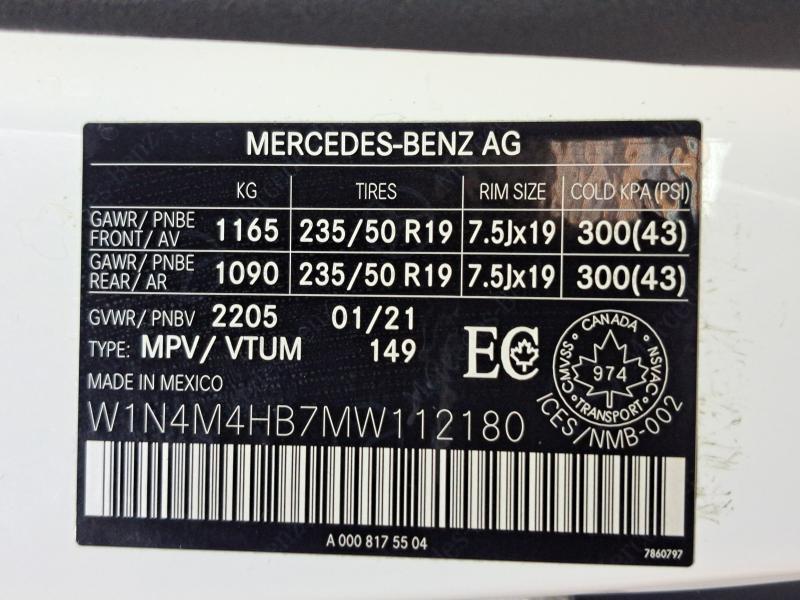 MERCEDES-BENZ AG
KG TIRES RIM SIZE COLD KPA (PSI)
GAWR/ PNBE FRONT/ AV 1165 235/50 R19 7.5Jx19 300(43)
GAWR/ PNBE REAR/ AR 1090 235/50 R19 7.5Jx19 300(43)
GVWR/ PNBV 2205 01/21
TYPE: MPV/ VTUM 149
EC
CANADA
CMVSS 974 NSVAC
TRANSPORT
ICES/NMB-002
MADE IN MEXICO
W1N4M4HB7MW112180
A 000 817 55 04
7860797